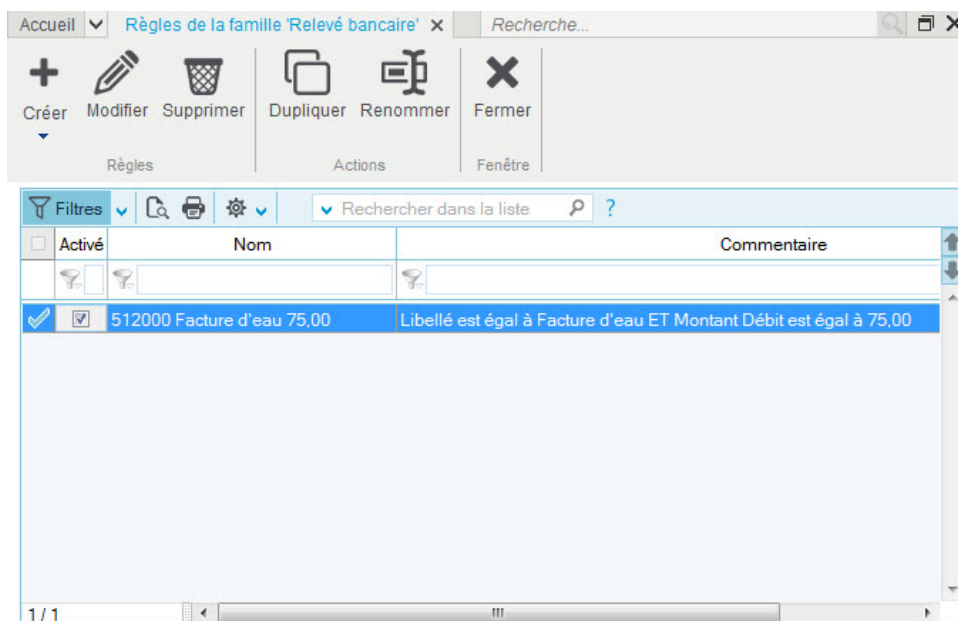 Accueil Règles de la famille 'Relevé bancaire' Recherche...
Créer Modifier Supprimer Dupliquer Renommer Fermer
Règles Actions Fenêtre
Filtres Rechercher dans la liste ?
Activé Nom Commentaire
512000 Facture d'eau 75,00 Libellé est égal à Facture d'eau ET Montant Débit est égal à 75,00
1 / 1